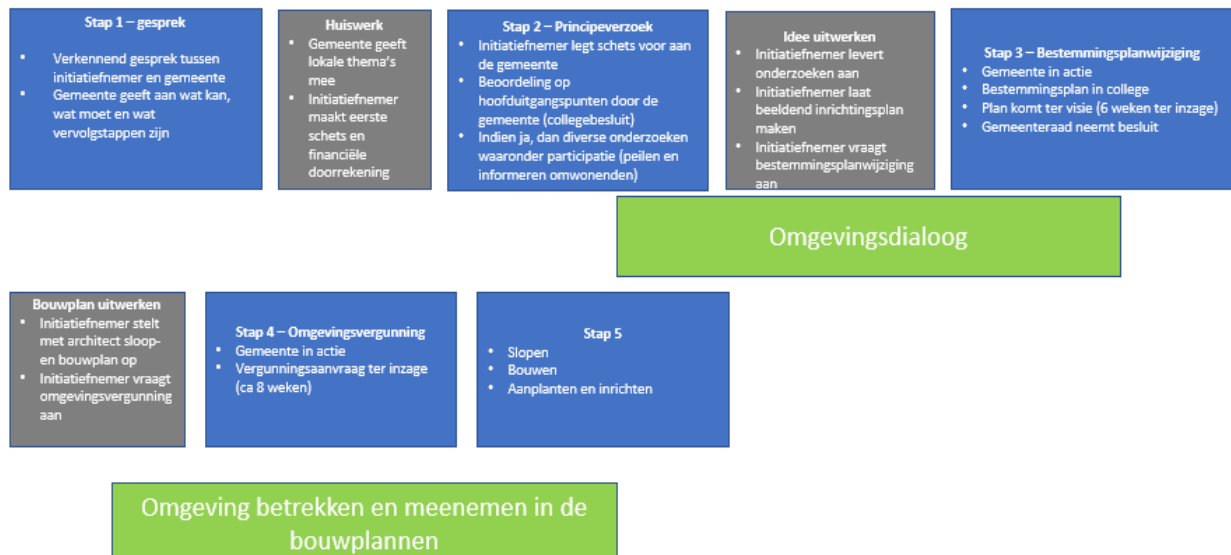 Stap 1 – gesprek
• Verkennend gesprek tussen
initiatiefnemer en gemeente
• Gemeente geeft aan wat kan,
wat moet en wat
vervolgstappen zijn
Huiswerk
• Gemeente geeft
lokale thema's
mee
• Initiatiefnemer
maakt eerste
schets en
financiële
doorrekening
Stap 2 – Principeverzoek
• Initiatiefnemer legt schets voor aan
de gemeente
• Beoordeling op
hoofduitgangspunten door de
gemeente (collegebesluit)
• Indien ja, dan diverse onderzoeken
waaronder participatie (peilen en
informeren omwonenden)
Idee uitwerken
• Initiatiefnemer levert
onderzoeken aan
• Initiatiefnemer laat
beeldend inrichtingsplan
maken
• Initiatiefnemer vraagt
bestemmingsplanwijziging
aan
Stap 3 – Bestemmingsplanwijziging
• Gemeente in actie
• Bestemmingsplan in college
• Plan komt ter visie (6 weken ter inzage)
• Gemeenteraad neemt besluit
Omgevingsdialoog
Bouwplan uitwerken
• Initiatiefnemer stelt
met architect sloop-
en bouwplan op
• Initiatiefnemer vraagt
omgevingsvergunning
aan
Stap 4 – Omgevingsvergunning
• Gemeente in actie
• Vergunningsaanvraag ter inzage
(ca 8 weken)
Stap 5
• Slopen
• Bouwen
• Aanplanten en inrichten
Omgeving betrekken en meenemen in de
bouwplannen